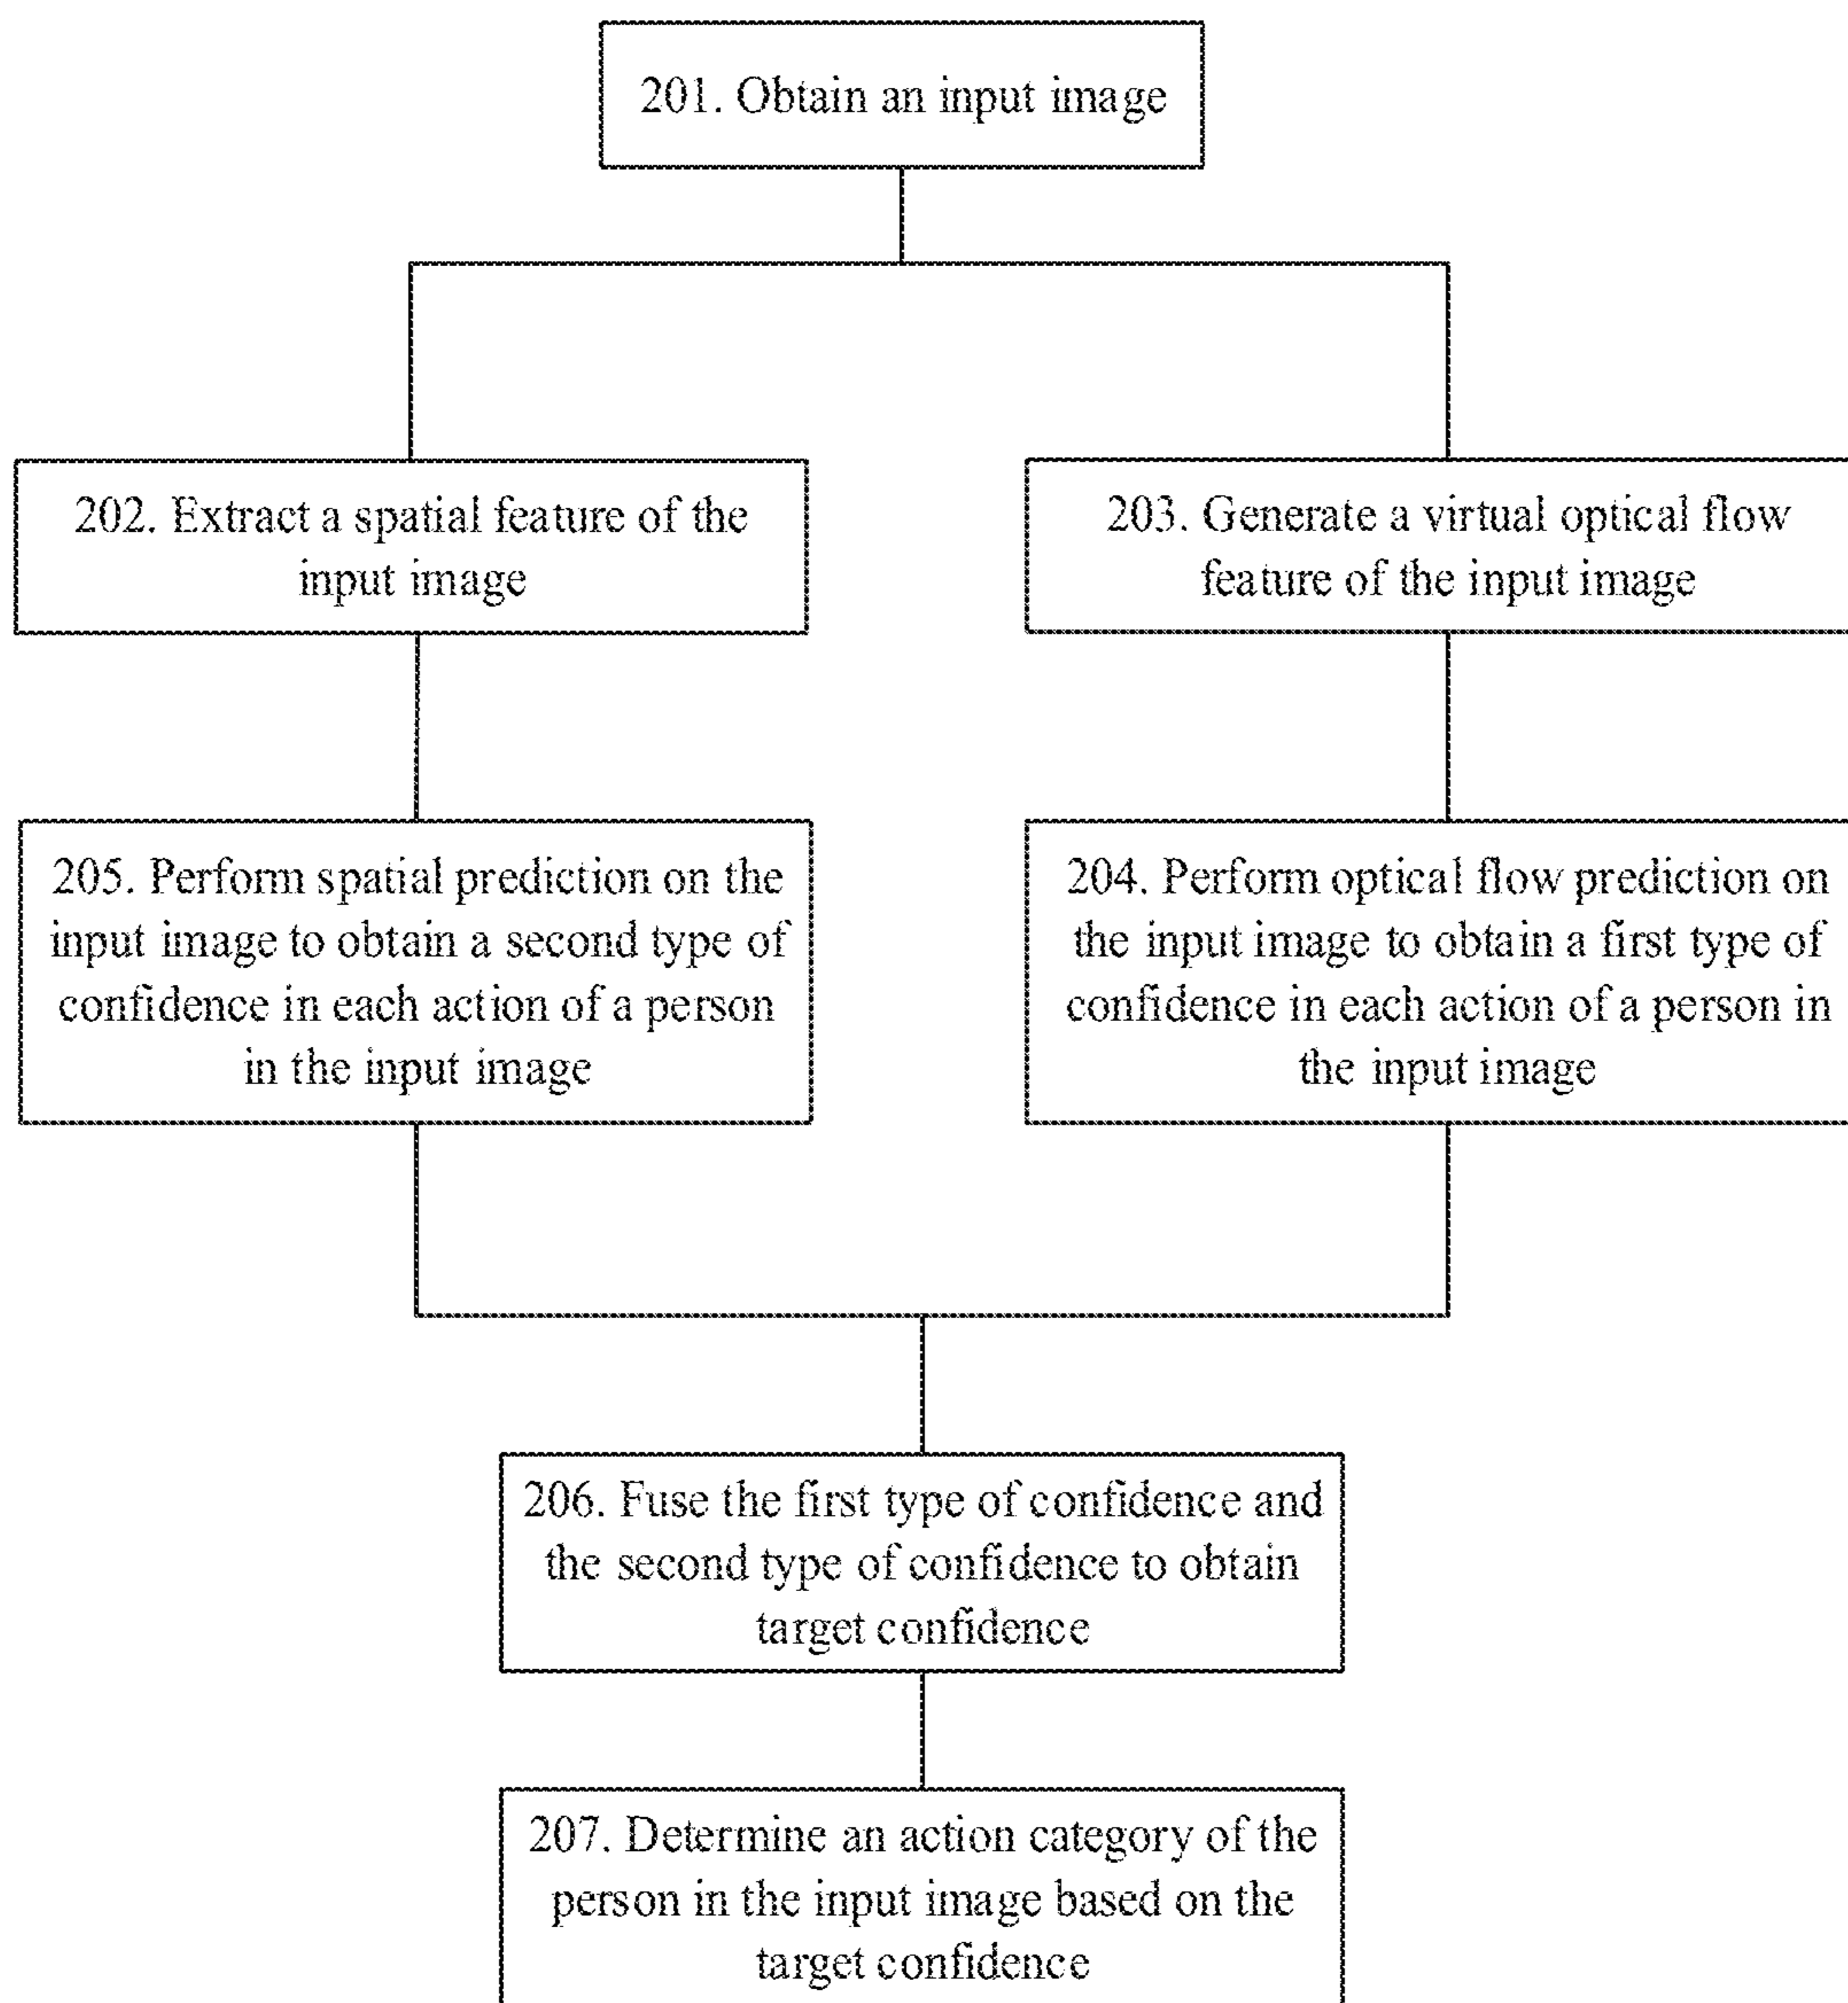 201. Obtain an input image
202. Extract a spatial feature of the
input image
203. Generate a virtual optical flow
feature of the input image
205. Perform spatial prediction on the
input image to obtain a second type of
confidence in each action of a person
in the input image
204. Perform optical flow prediction on
the input image to obtain a first type of
confidence in each action of a person in
the input image
206. Fuse the first type of confidence and
the second type of confidence to obtain
target confidence
207. Determine an action category of the
person in the input image based on the
target confidence